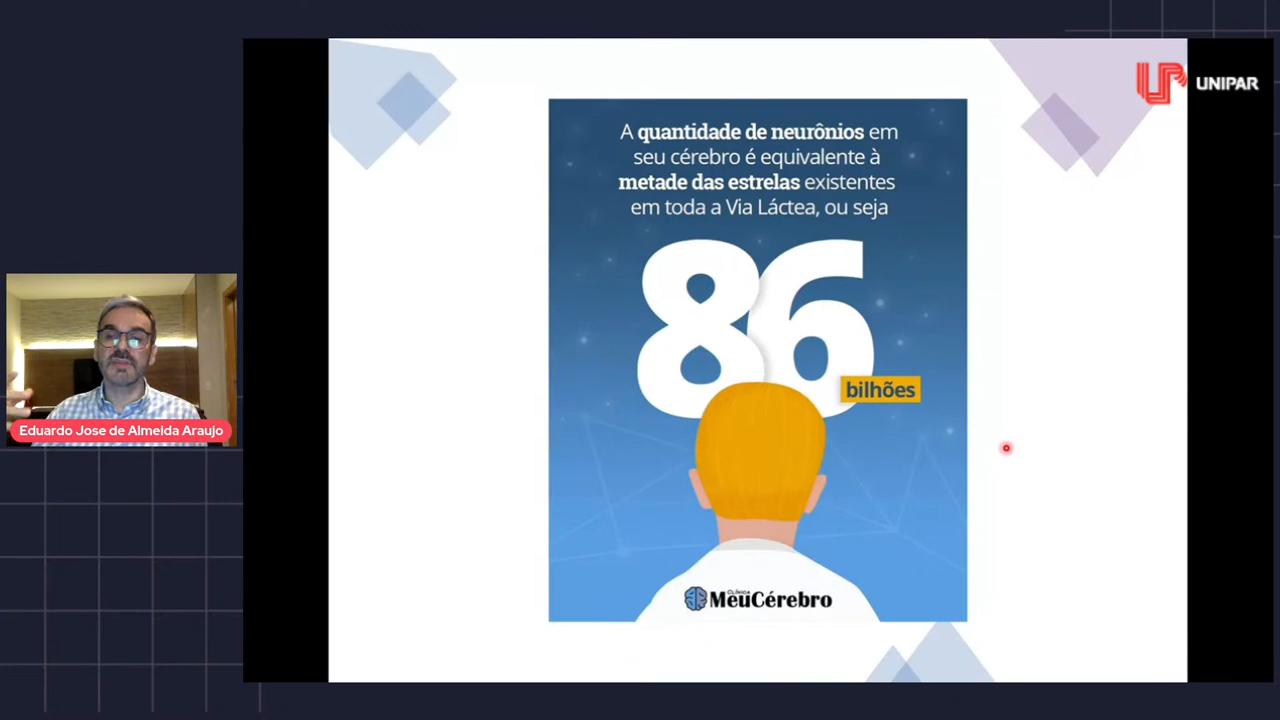 UNIPAR
A quantidade de neurônios em
seu cérebro é equivalente à
metade das estrelas existentes
em toda a Via Láctea, ou seja
86
bilhões
CLÍNICA
MeuCérebro
Eduardo Jose de Almeida Araujo